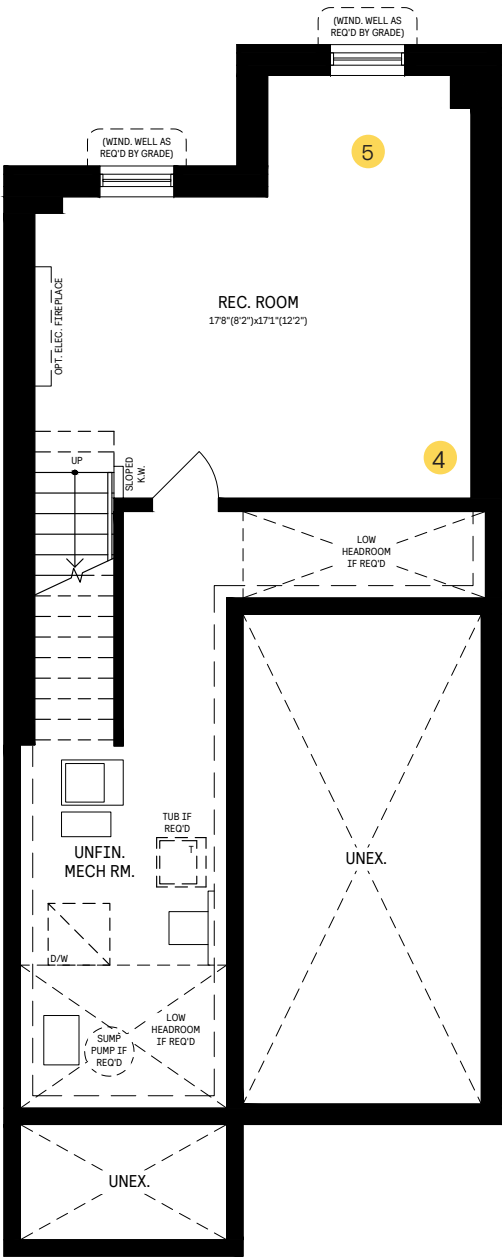 (WIND. WELL AS
REQ'D BY GRADE)
5
(WIND. WELL AS
REQ'D BY GRADE)
OPT. ELEC. FIREPLACE
REC. ROOM
17'8"(8'2")x17'1"(12'2")
4
UP
SLOPED
K.W.
LOW
HEADROOM
IF REQ'D
TUB IF
REQ'D
T
UNFIN.
MECH RM.
UNEX.
D/W
LOW
HEADROOM
IF REQ'D
SUMP
PUMP IF
REQ'D
UNEX.